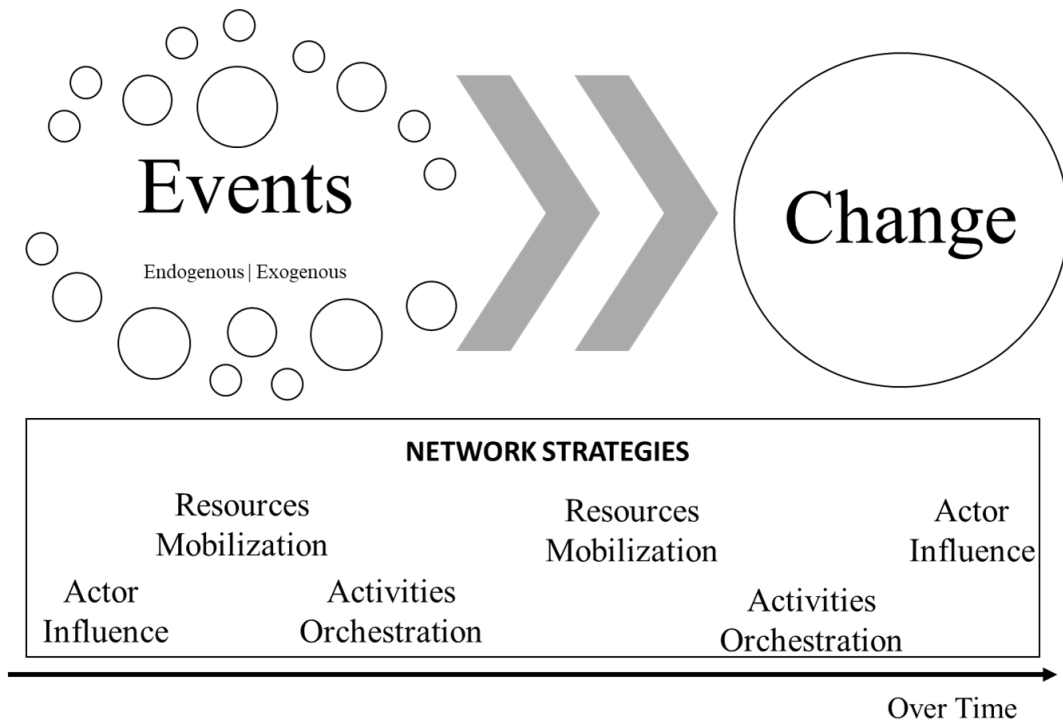 Events
Endogenous | Exogenous
Change
NETWORK STRATEGIES
Resources
Mobilization
Resources
Mobilization
Actor
Influence
Actor
Influence
Activities
Orchestration
Activities
Orchestration
Over Time